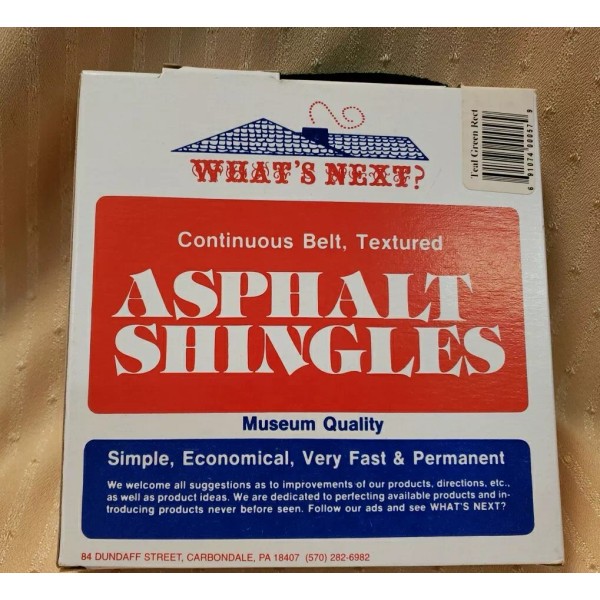 WHAT'S NEXT?
Teal Green Rect
Continuous Belt, Textured
ASPHALT
SHINGLES
Museum Quality
Simple, Economical, Very Fast & Permanent
We welcome all suggestions as to improvements of our products, directions, etc.,
as well as product ideas. We are dedicated to perfecting available products and in-
troducing products never before seen. Follow our ads and see WHAT'S NEXT?
84 DUNDAFF STREET, CARBONDALE, PA 18407 (570) 282-6982